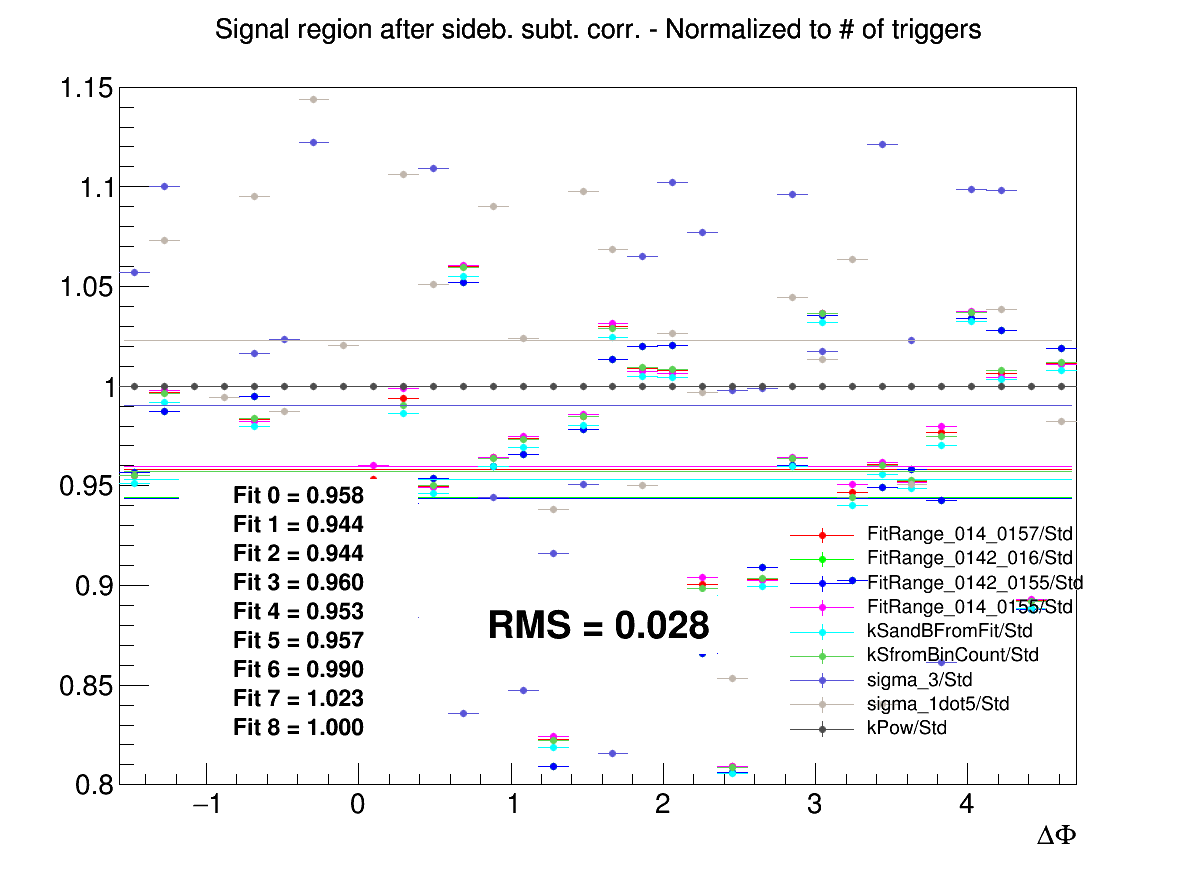 Signal region after sideb. subt. corr. - Normalized to # of triggers
1.15
1.1
1.05
1
0.95
0.9
0.85
0.8
Fit 0 = 0.958
Fit 1 = 0.944
Fit 2 = 0.944
Fit 3 = 0.960
Fit 4 = 0.953
Fit 5 = 0.957
Fit 6 = 0.990
Fit 7 = 1.023
Fit 8 = 1.000
RMS = 0.028
FitRange_014_0157/Std
FitRange_0142_016/Std
FitRange_0142_0155/Std
FitRange_014_0155/Std
kSandBFromFit/Std
kSfromBinCount/Std
sigma_3/Std
sigma_1dot5/Std
kPow/Std
−1 0 1 2 3 4
ΔΦ